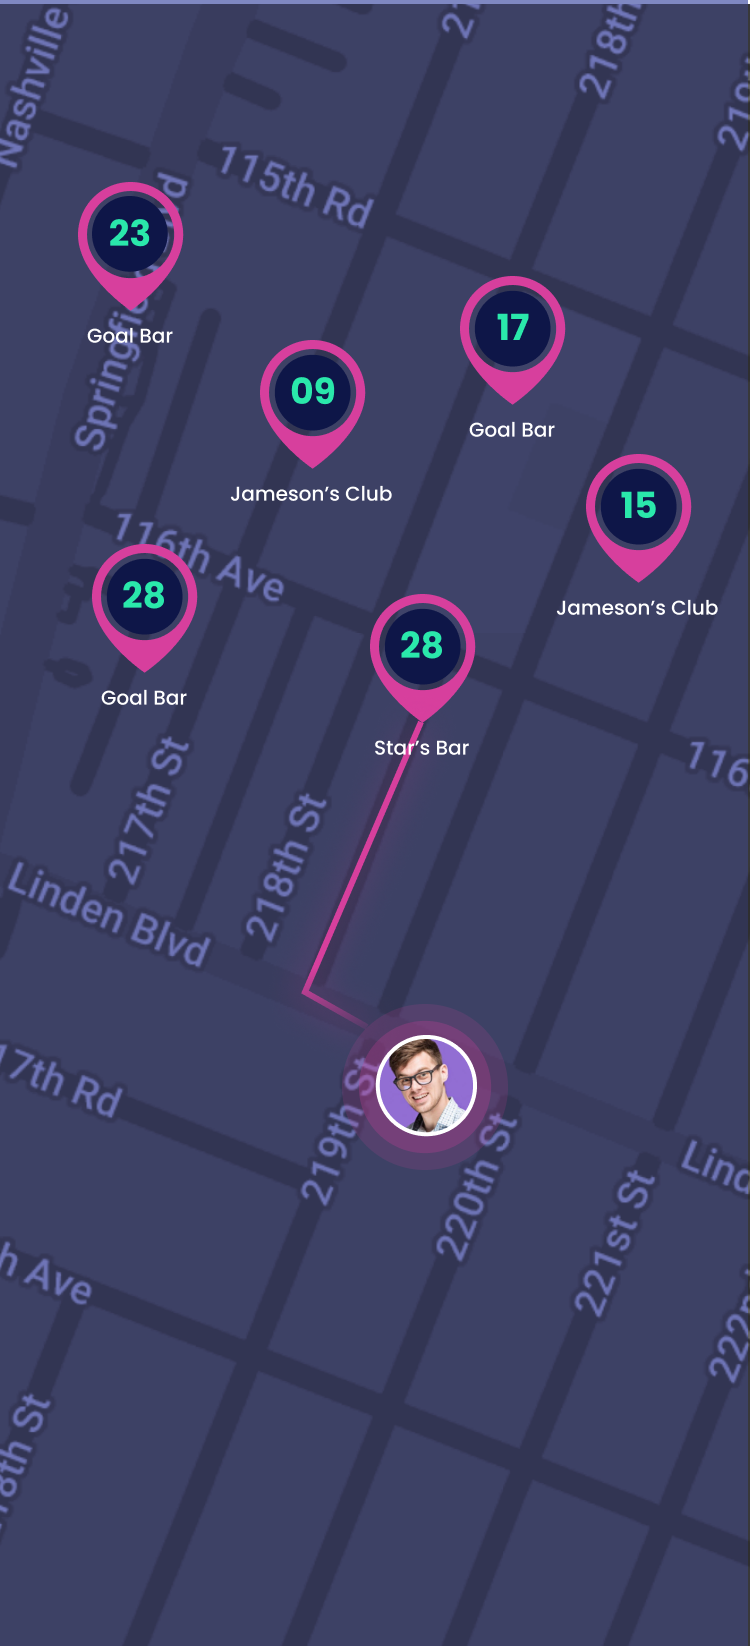 Nashville
218th
115th Rd
23
Goal Bar
17
Goal Bar
09
Jameson’s Club
15
Jameson’s Club
116th Ave
28
Goal Bar
28
Star’s Bar
116
217th St
218th St
Linden Blvd
17th Rd
219th St
220th St
221st St
h Ave